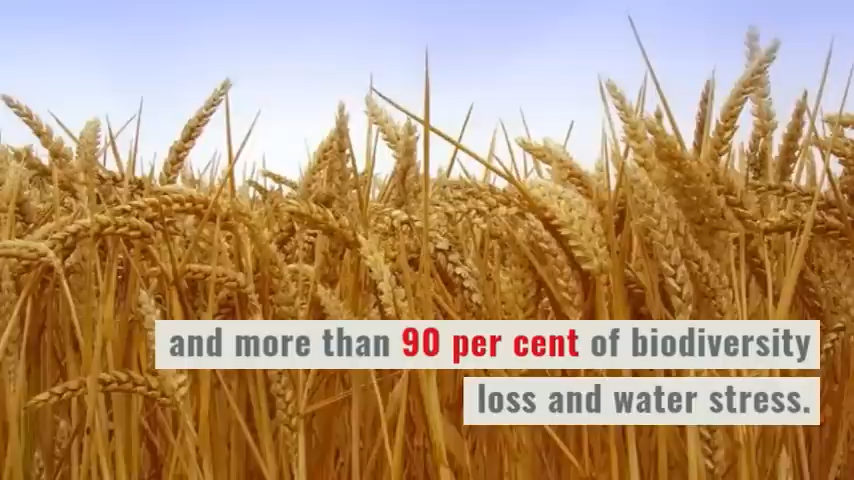 and more than 90 per cent of biodiversity
loss and water stress.